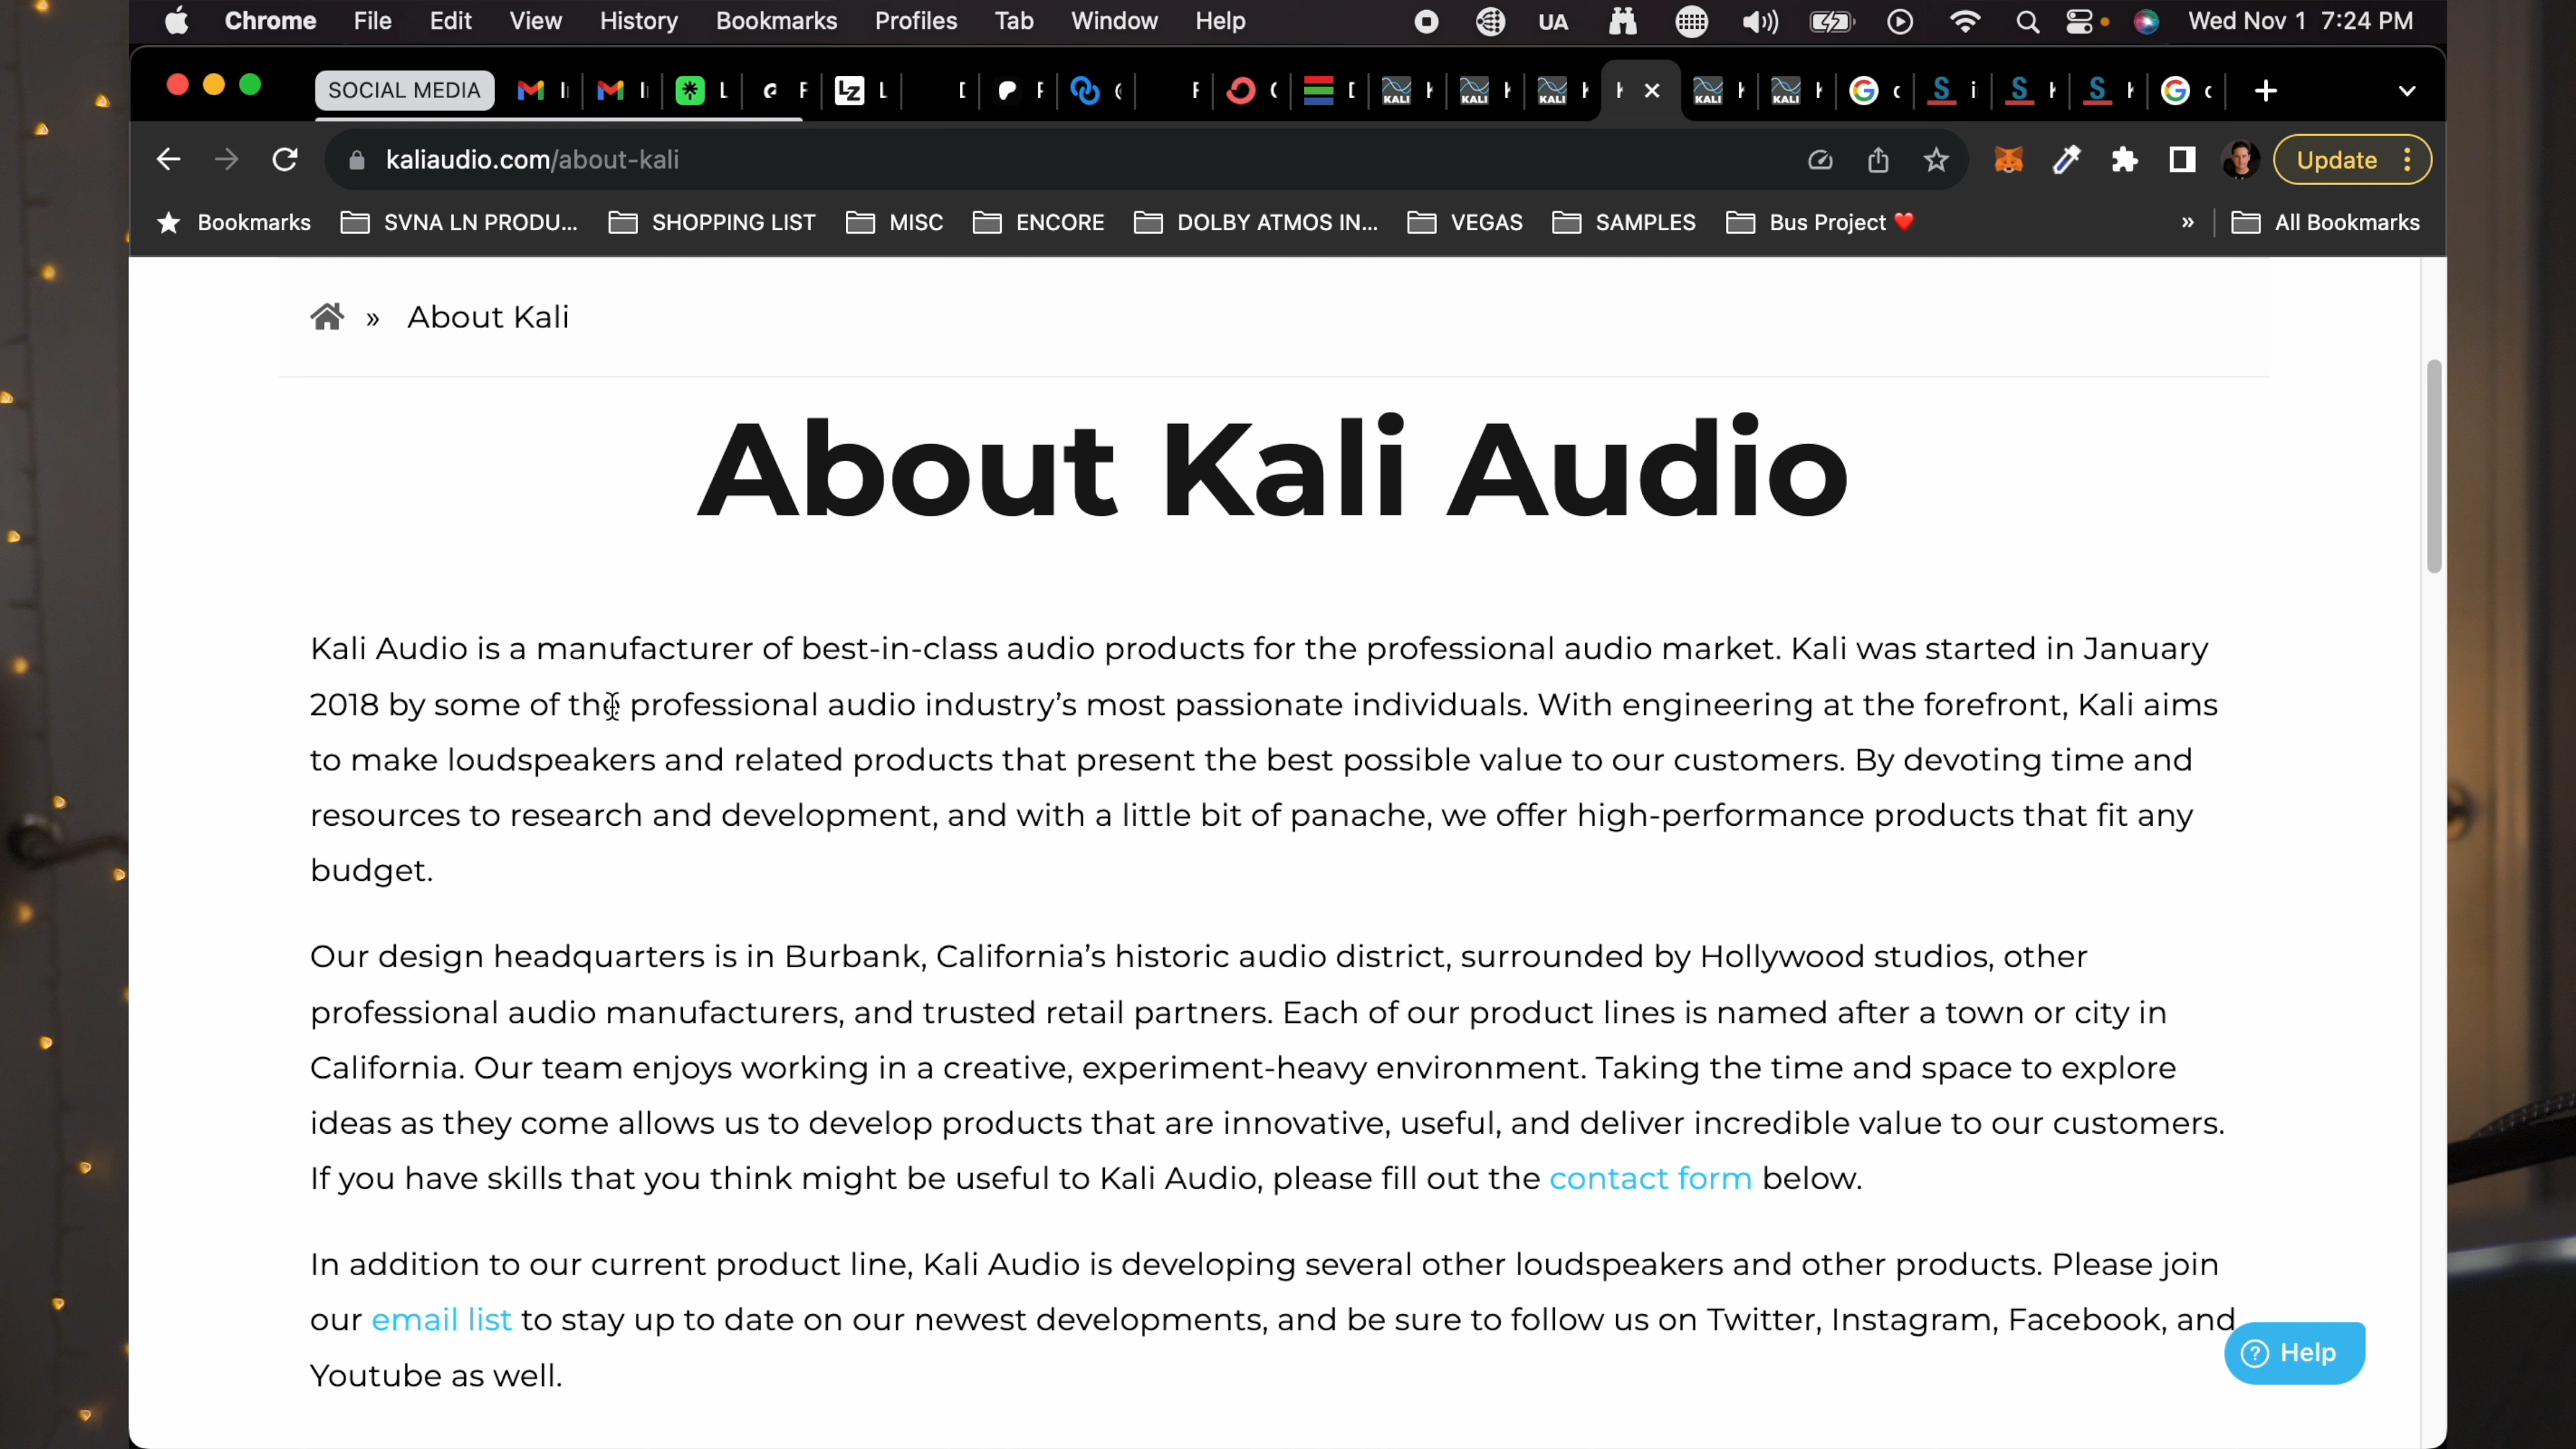 Chrome File Edit View History Bookmarks Profiles Tab Window Help UA Wed Nov 1 7:24 PM
SOCIAL MEDIA
kaliaudio.com/about-kali Update
Bookmarks SVNA LN PRODU... SHOPPING LIST MISC ENCORE DOLBY ATMOS IN... VEGAS SAMPLES Bus Project ❤️ » All Bookmarks
» About Kali
About Kali Audio
Kali Audio is a manufacturer of best-in-class audio products for the professional audio market. Kali was started in January
2018 by some of the professional audio industry’s most passionate individuals. With engineering at the forefront, Kali aims
to make loudspeakers and related products that present the best possible value to our customers. By devoting time and
resources to research and development, and with a little bit of panache, we offer high-performance products that fit any
budget.
Our design headquarters is in Burbank, California’s historic audio district, surrounded by Hollywood studios, other
professional audio manufacturers, and trusted retail partners. Each of our product lines is named after a town or city in
California. Our team enjoys working in a creative, experiment-heavy environment. Taking the time and space to explore
ideas as they come allows us to develop products that are innovative, useful, and deliver incredible value to our customers.
If you have skills that you think might be useful to Kali Audio, please fill out the contact form below.
In addition to our current product line, Kali Audio is developing several other loudspeakers and other products. Please join
our email list to stay up to date on our newest developments, and be sure to follow us on Twitter, Instagram, Facebook, and
Youtube as well.
? Help